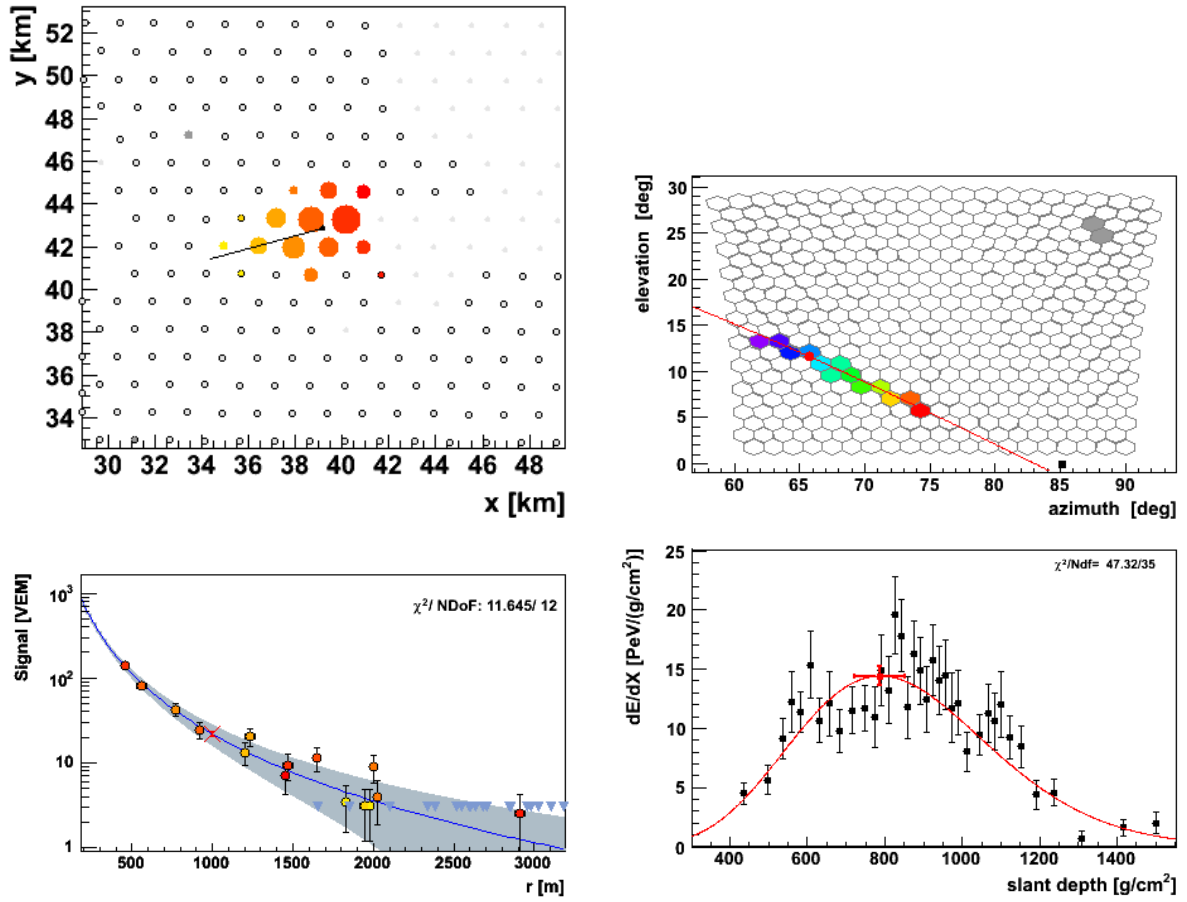 y [km]
52
50
48
46
44
42
40
38
36
34
30 32 34 36 38 40 42 44 46 48
x [km]
elevation [deg]
30
25
20
15
10
5
0
60 65 70 75 80 85 90
azimuth [deg]
Signal [VEM]
10³
10²
10
1
χ²/ NDoF: 11.645/ 12
500 1000 1500 2000 2500 3000
r [m]
dE/dX [PeV/(g/cm²)]
25
20
15
10
5
0
χ²/Ndf= 47.32/35
400 600 800 1000 1200 1400
slant depth [g/cm²]